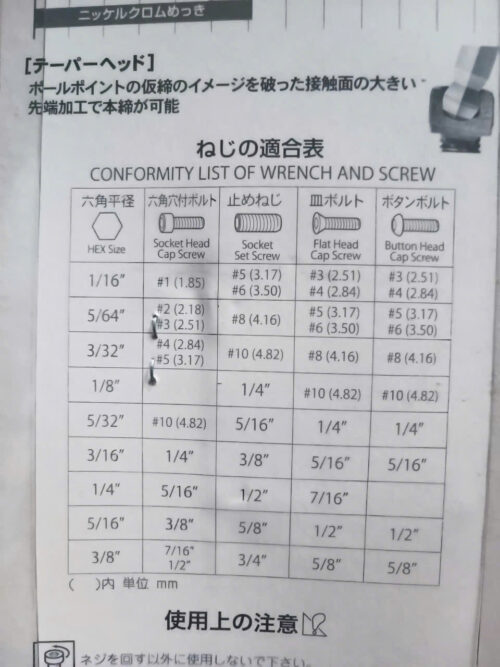 ニッケルクロムめっき
[テーパーヘッド]
ボールポイントの仮締のイメージを破った接触面の大きい
先端加工で本締が可能
ねじの適合表
CONFORMITY LIST OF WRENCH AND SCREW
六角平径 六角穴付ボルト 止めねじ 皿ボルト ボタンボルト
HEX Size Socket Head Cap Screw Socket Set Screw Flat Head Cap Screw Button Head Cap Screw
1/16" #1 (1.85) #5 (3.17) #6 (3.50) #3 (2.51) #4 (2.84) #3 (2.51) #4 (2.84)
5/64" #2 (2.18) #3 (2.51) #8 (4.16) #5 (3.17) #6 (3.50) #5 (3.17) #6 (3.50)
3/32" #4 (2.84) #5 (3.17) #10 (4.82) #8 (4.16) #8 (4.16)
1/8" 1/4" #10 (4.82) #10 (4.82)
5/32" #10 (4.82) 5/16" 1/4" 1/4"
3/16" 1/4" 3/8" 5/16" 5/16"
1/4" 5/16" 1/2" 7/16"
5/16" 3/8" 5/8" 1/2" 1/2"
3/8" 7/16" 1/2" 3/4" 5/8" 5/8"
( )内 単位 mm
使用上の注意
ネジを回す以外に使用しないで下さい。